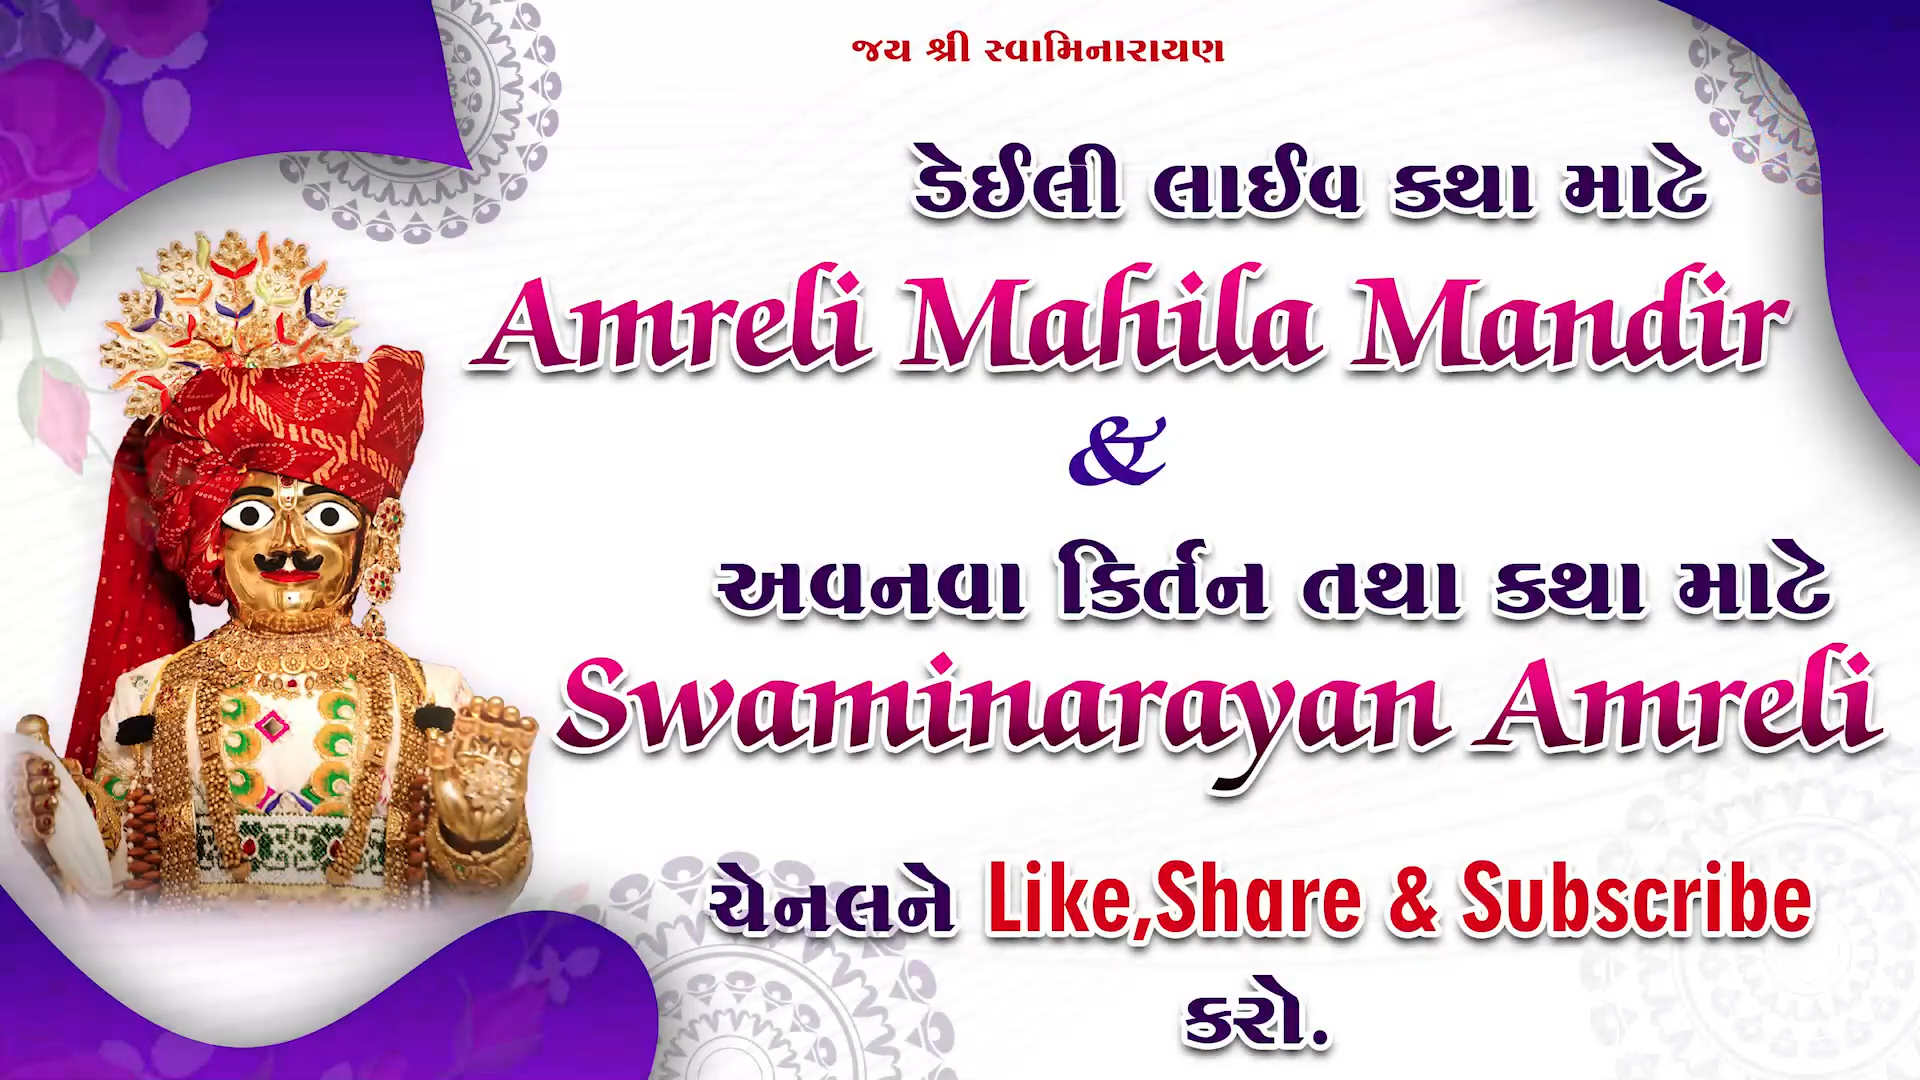 જય શ્રી સ્વામિનારાયણ
ડેઈલી લાઈવ કથા માટે
Amreli Mahila Mandir
&
અવનવા કિર્તન તથા કથા માટે
Swaminarayan Amreli
ચેનલને Like,Share & Subscribe
કરો.